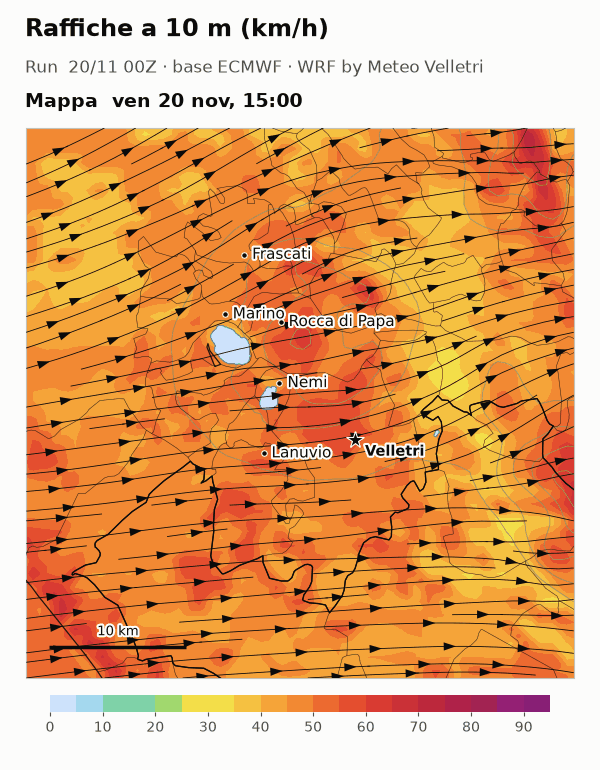 Raffiche a 10 m (km/h)
Run  20/11 00Z · base ECMWF · WRF by Meteo Velletri
Mappa  ven 20 nov, 15:00
Frascati
Marino
Rocca di Papa
Nemi
Velletri
Lanuvio
10 km
0 10 20 30 40 50 60 70 80 90